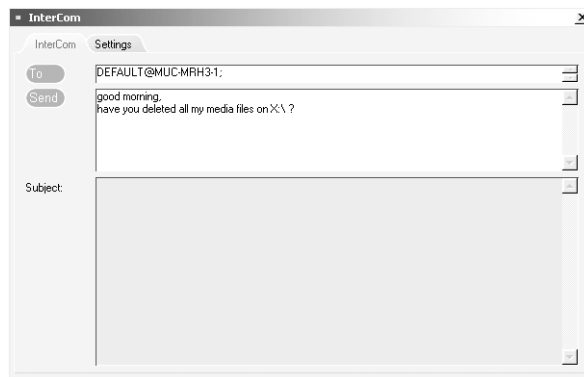 InterCom
InterCom Settings
To DEFAULT@MUC-MRH3-1;
Send good morning,
have you deleted all my media files on X:\ ?
Subject: